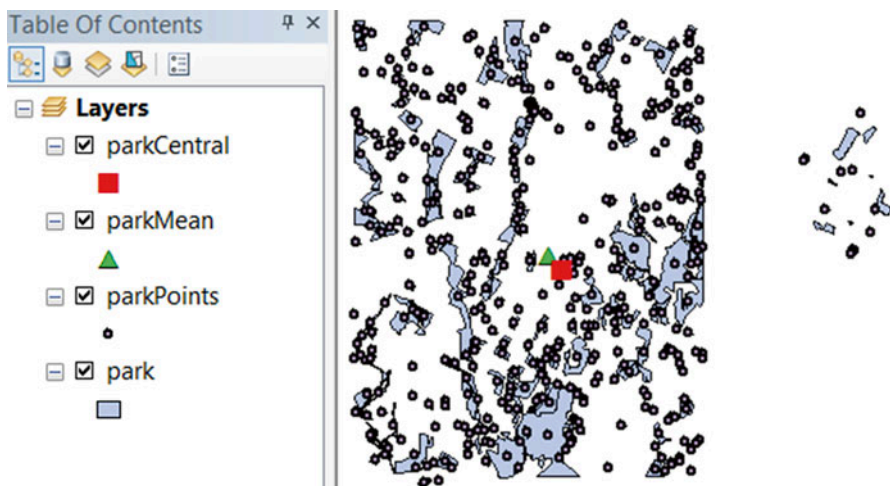 Table Of Contents
Layers
parkCentral
parkMean
parkPoints
park